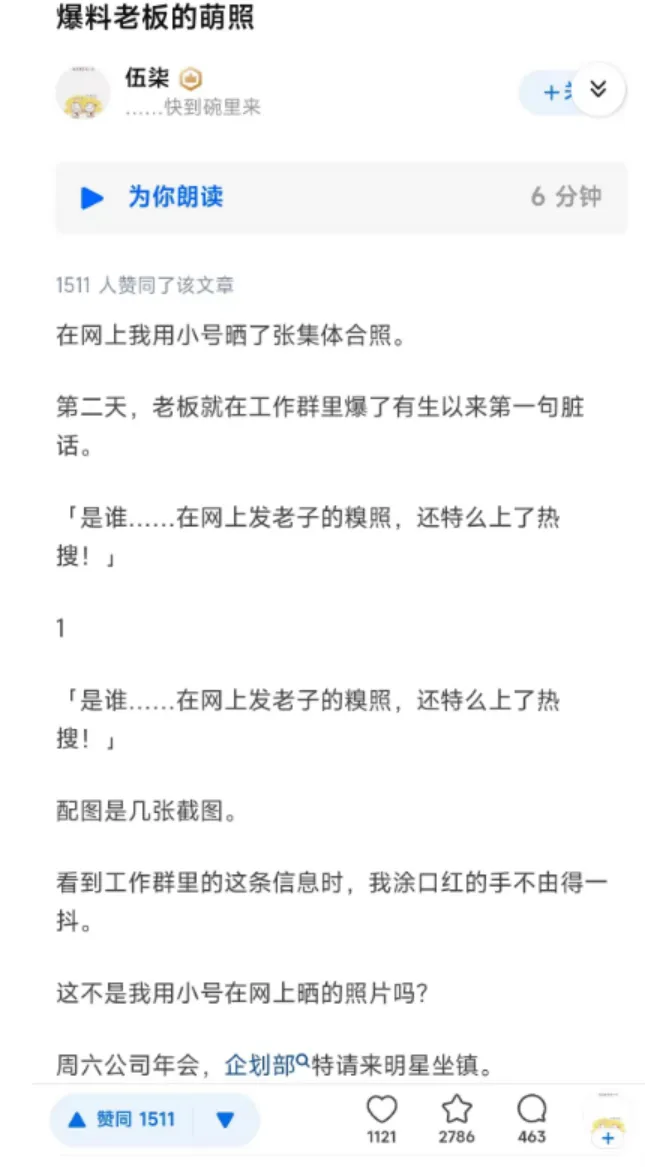 爆料老板的萌照
伍柒
......快到碗里来
+
为你朗读
6 分钟
1511 人赞同了该文章
在网上我用小号晒了张集体合照。
第二天，老板就在工作群里爆了有生以来第一句脏
话。
「是谁......在网上发老子的糗照，还特么上了热
搜！」
1
「是谁......在网上发老子的糗照，还特么上了热
搜！」
配图是几张截图。
看到工作群里的这条信息时，我涂口红的手不由得一
抖。
这不是我用小号在网上晒的照片吗？
周六公司年会，企划部特请来明星坐镇。
赞同 1511
1121
2786
463